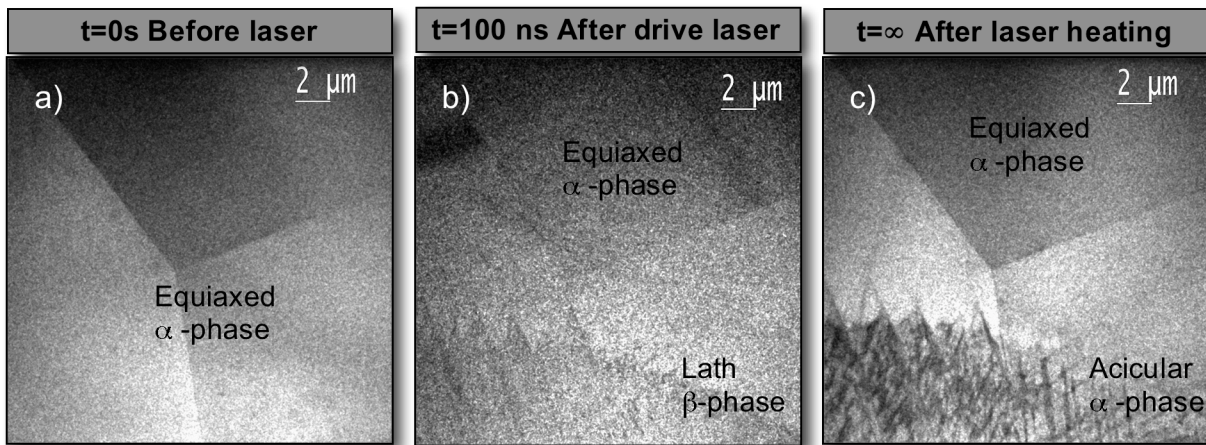 t=0s Before laser
a)
2 μm
Equiaxed
α -phase
t=100 ns After drive laser
b)
2 μm
Equiaxed
α -phase
Lath
β-phase
t=∞ After laser heating
c)
2 μm
Equiaxed
α -phase
Acicular
α -phase